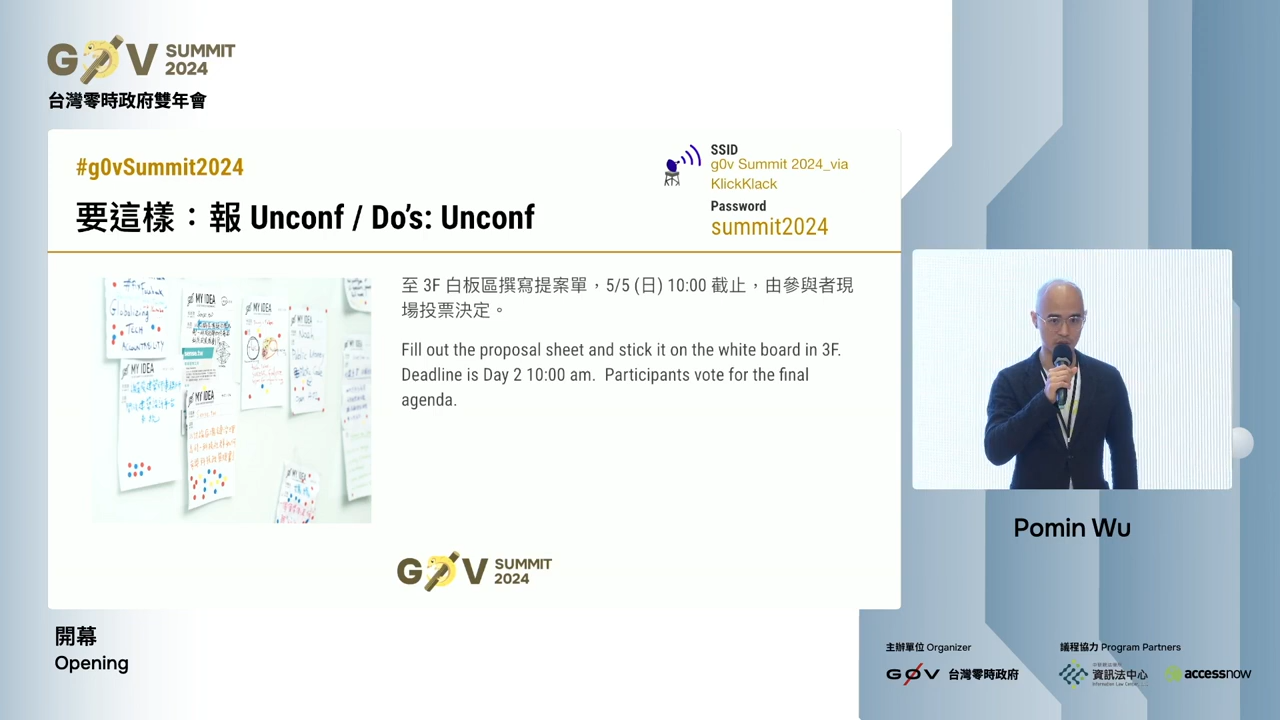 G0V SUMMIT 2024
台灣零時政府雙年會
#g0vSummit2024
要這樣：報 Unconf / Do’s: Unconf
SSID
g0v Summit 2024_via
KlickKlack
Password
summit2024
至 3F 白板區撰寫提案單，5/5 (日) 10:00 截止，由參與者現
場投票決定。
Fill out the proposal sheet and stick it on the white board in 3F.
Deadline is Day 2 10:00 am. Participants vote for the final
agenda.
MY IDEA
MY IDEA
MY IDEA
MY IDEA
MY IDEA
G0V SUMMIT 2024
Pomin Wu
開幕
Opening
主辦單位 Organizer
G0V 台灣零時政府
議程協力 Program Partners
資訊法中心
accessnow